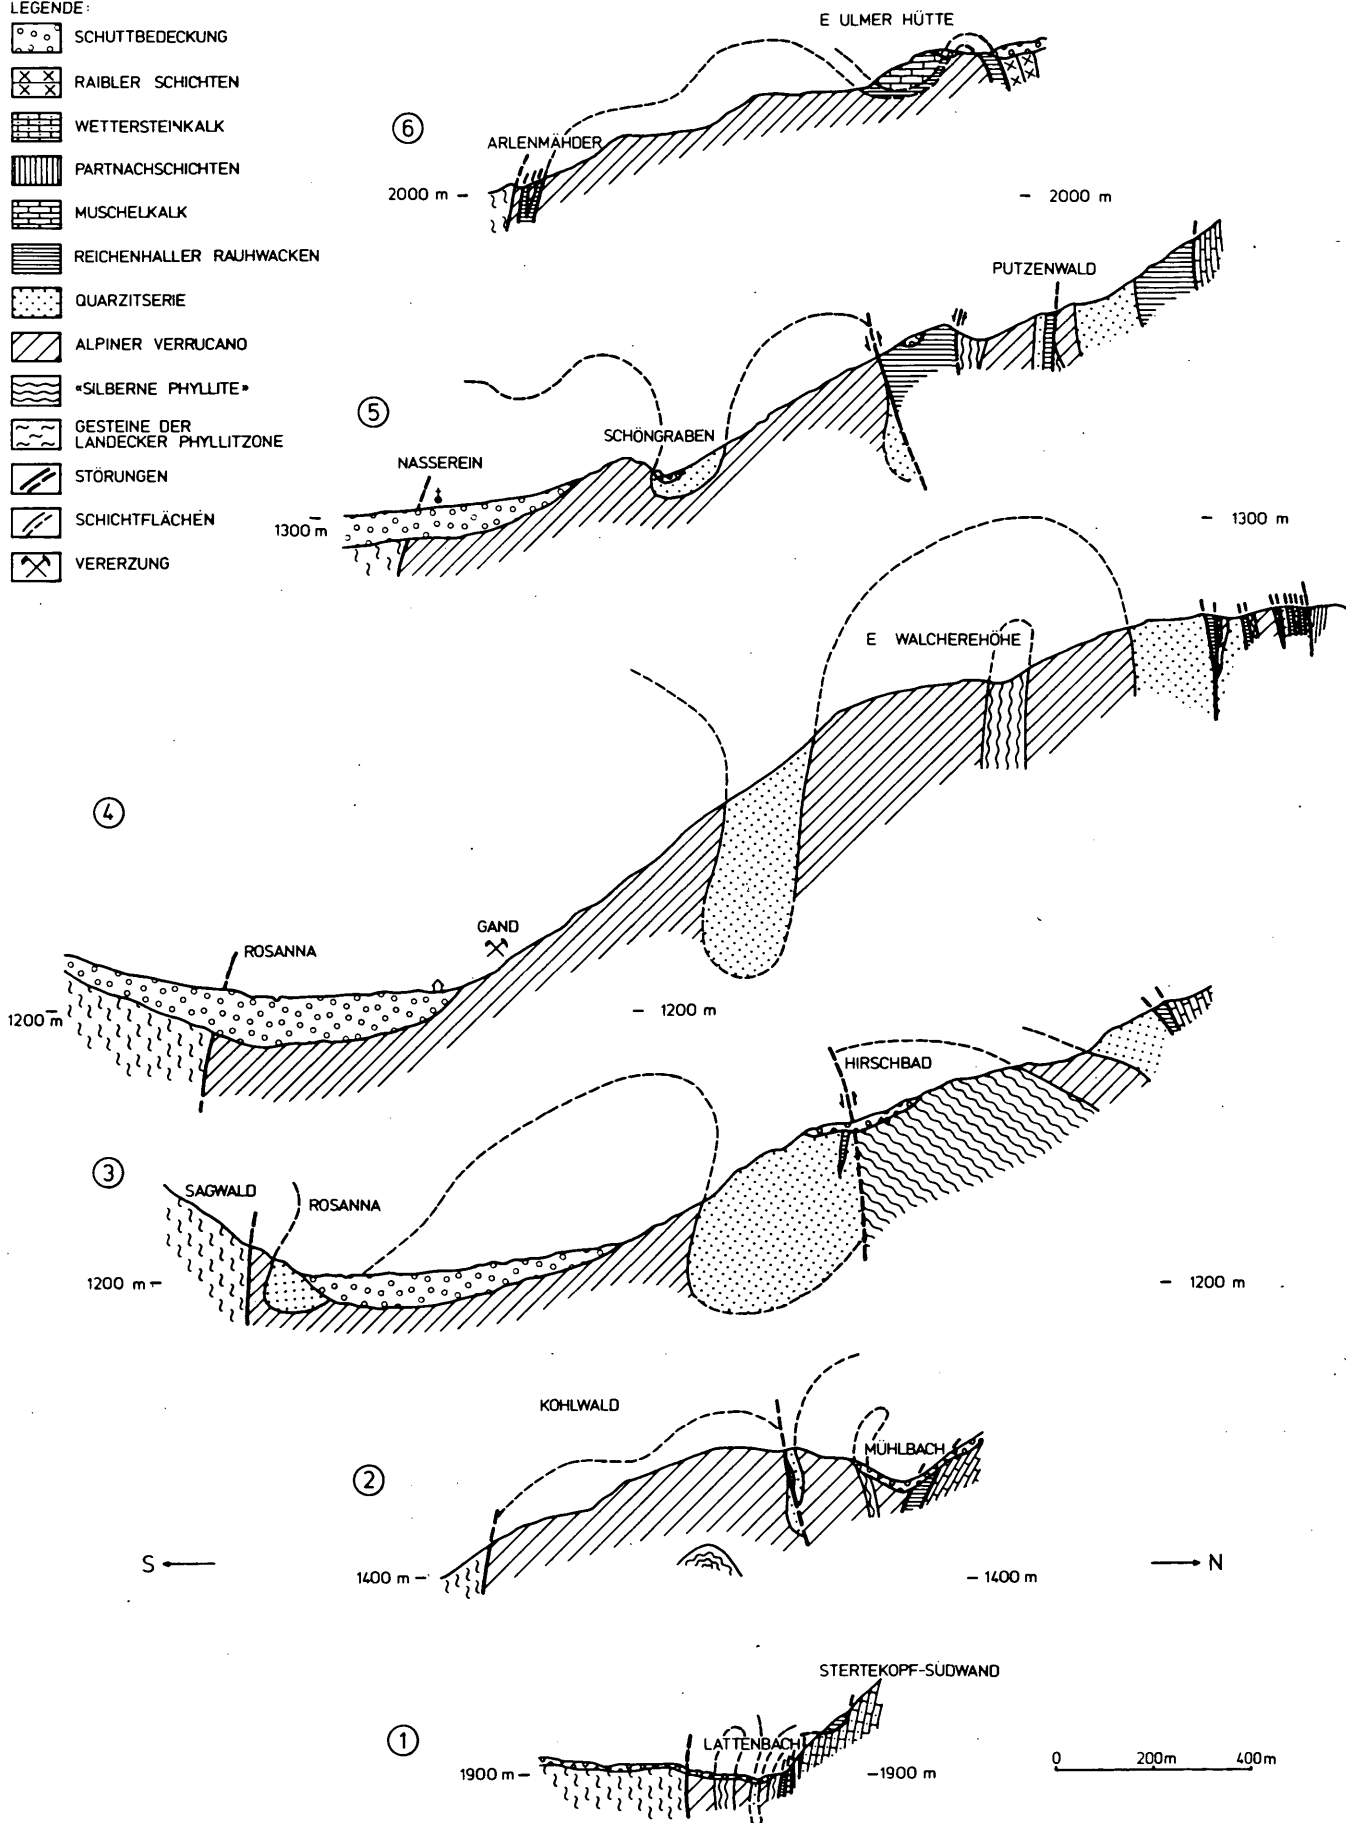 LEGENDE:
SCHUTTBEDECKUNG
RAIBLER SCHICHTEN
WETTERSTEINKALK
PARTNACHSCHICHTEN
MUSCHELKALK
REICHENHALLER RAUHWACKEN
QUARZITSERIE
ALPINER VERRUCANO
«SILBERNE PHYLLITE»
GESTEINE DER
LANDECKER PHYLLITZONE
STÖRUNGEN
SCHICHTFLÄCHEN
VERERZUNG
E ULMER HÜTTE
6
ARLENMÄHDER
2000 m
2000 m
PUTZENWALD
5
SCHÖNGRABEN
NASSEREIN
1300 m
1300 m
E WALCHEREHÖHE
4
GAND
ROSANNA
1200 m
1200 m
HIRSCHBAD
3
SAGWALD
ROSANNA
1200 m
1200 m
KOHLWALD
MÜHLBACH
2
S
N
1400 m
1400 m
STERTEKOPF-SÜDWAND
1
LATTENBACH
1900 m
1900 m
0 200m 400m